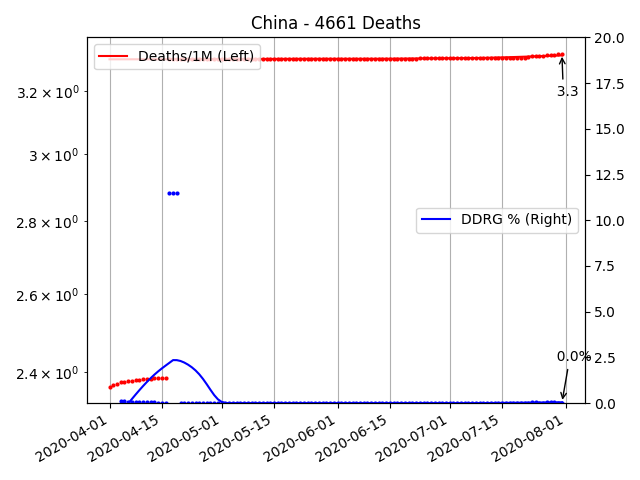 China - 4661 Deaths
Deaths/1M (Left)
DDRG % (Right)
3.3
0.0%
3.2 × 10⁰
3 × 10⁰
2.8 × 10⁰
2.6 × 10⁰
2.4 × 10⁰
20.0
17.5
15.0
12.5
10.0
7.5
5.0
2.5
0.0
2020-04-01
2020-04-15
2020-05-01
2020-05-15
2020-06-01
2020-06-15
2020-07-01
2020-07-15
2020-08-01